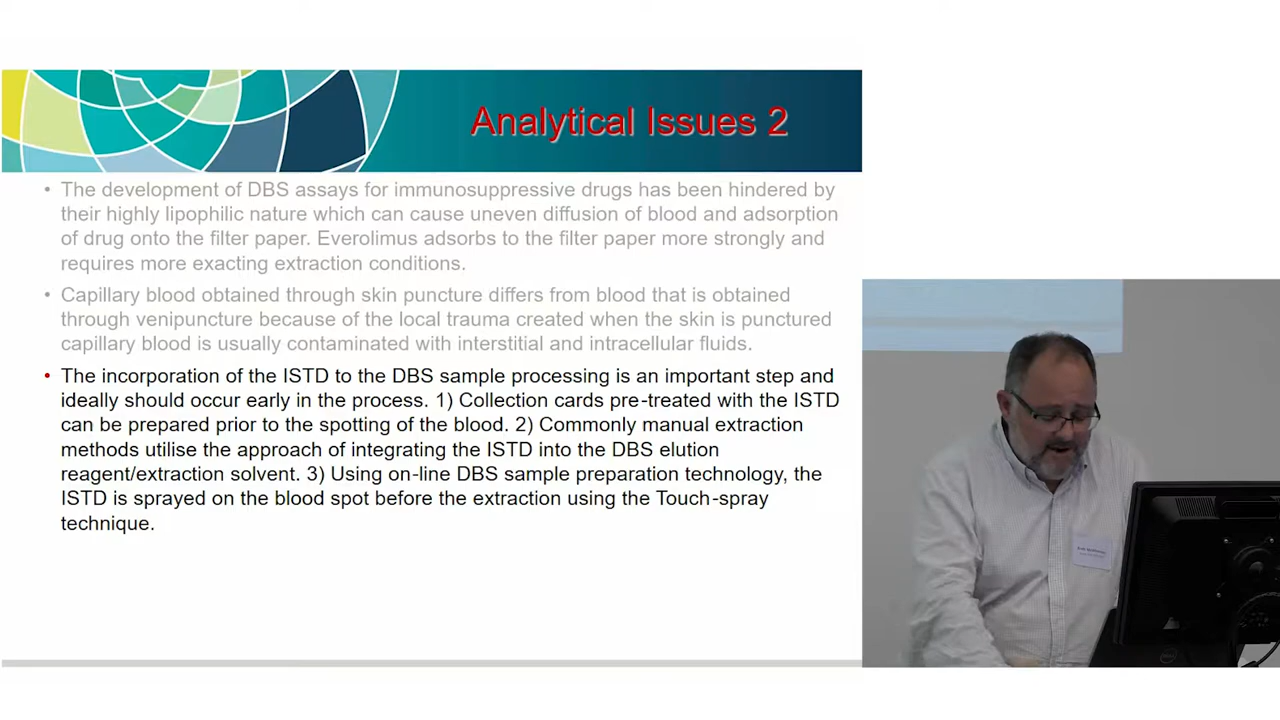 Analytical Issues 2
• The development of DBS assays for immunosuppressive drugs has been hindered by
their highly lipophilic nature which can cause uneven diffusion of blood and adsorption
of drug onto the filter paper. Everolimus adsorbs to the filter paper more strongly and
requires more exacting extraction conditions.
• Capillary blood obtained through skin puncture differs from blood that is obtained
through venipuncture because of the local trauma created when the skin is punctured
capillary blood is usually contaminated with interstitial and intracellular fluids.
• The incorporation of the ISTD to the DBS sample processing is an important step and
ideally should occur early in the process. 1) Collection cards pre-treated with the ISTD
can be prepared prior to the spotting of the blood. 2) Commonly manual extraction
methods utilise the approach of integrating the ISTD into the DBS elution
reagent/extraction solvent. 3) Using on-line DBS sample preparation technology, the
ISTD is sprayed on the blood spot before the extraction using the Touch-spray
technique.